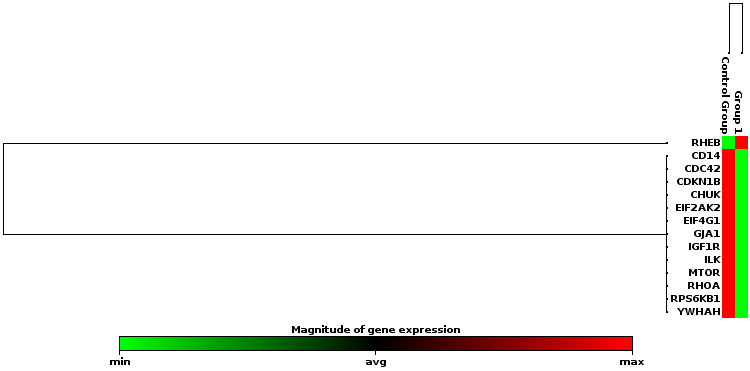 Control Group
Group 1
RHEB
CD14
CDC42
CDKN1B
CHUK
EIF2AK2
EIF4G1
GJA1
IGF1R
ILK
MTOR
RHOA
RPS6KB1
YWHAH
Magnitude of gene expression
min avg max